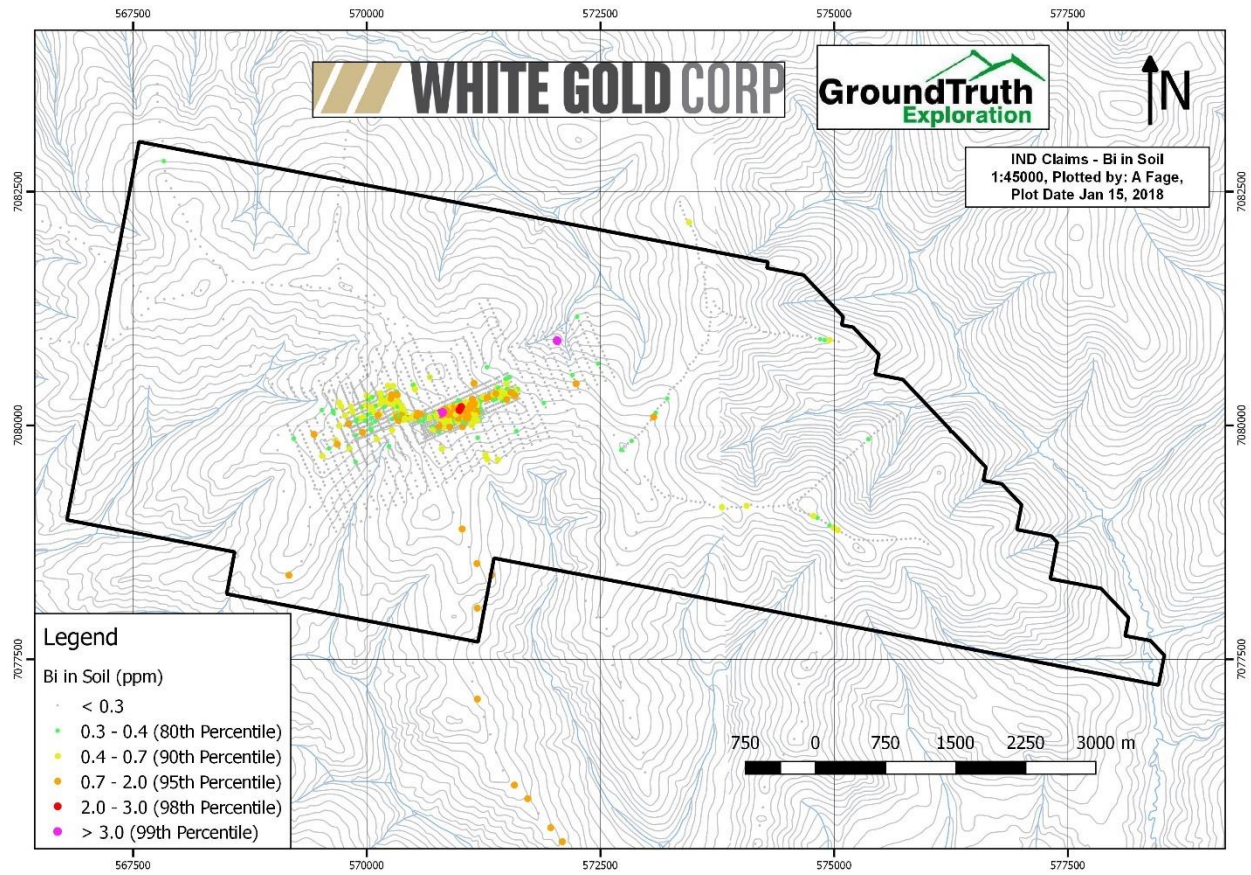 567500 570000 572500 575000 577500
WHITE GOLD CORP
GroundTruth
Exploration
N
IND Claims - Bi in Soil
1:45000, Plotted by: A Fage,
Plot Date Jan 15, 2018
7082500 7082500
7080000 7080000
7077500 7077500
Legend
Bi in Soil (ppm)
< 0.3
0.3 - 0.4 (80th Percentile)
0.4 - 0.7 (90th Percentile)
0.7 - 2.0 (95th Percentile)
2.0 - 3.0 (98th Percentile)
> 3.0 (99th Percentile)
750 0 750 1500 2250 3000 m
567500 570000 572500 575000 577500